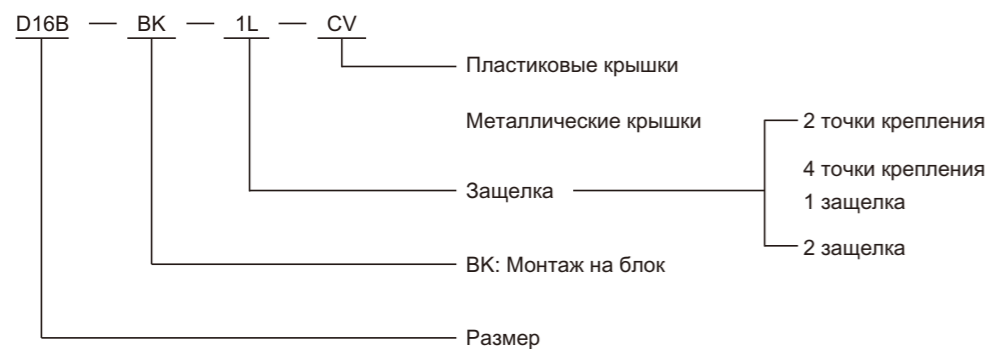 D16B — BK — 1L — CV
Пластиковые крышки
Металлические крышки
2 точки крепления
4 точки крепления
Защелка
1 защелка
2 защелка
BK: Монтаж на блок
Размер